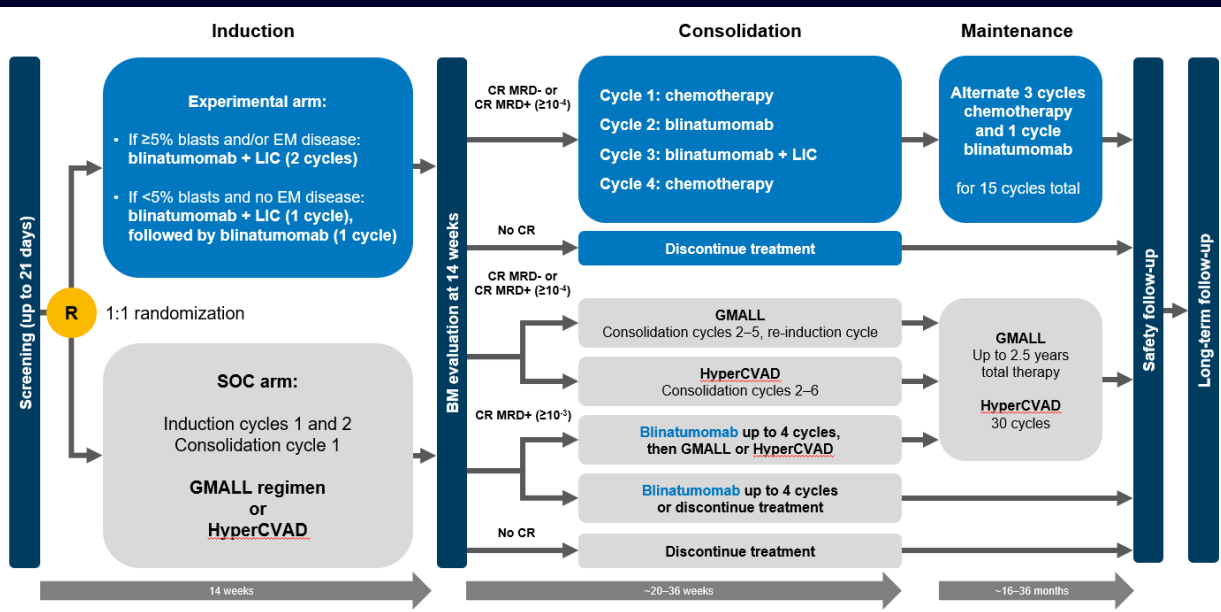 Induction
Consolidation
Maintenance
Screening (up to 21 days)
R
1:1 randomization
Experimental arm:
• If ≥5% blasts and/or EM disease:
blinatumomab + LIC (2 cycles)
• If <5% blasts and no EM disease:
blinatumomab + LIC (1 cycle),
followed by blinatumomab (1 cycle)
SOC arm:
Induction cycles 1 and 2
Consolidation cycle 1
GMALL regimen
or
HyperCVAD
BM evaluation at 14 weeks
CR MRD- or
CR MRD+ (≥10⁻⁴)
Cycle 1: chemotherapy
Cycle 2: blinatumomab
Cycle 3: blinatumomab + LIC
Cycle 4: chemotherapy
Alternate 3 cycles
chemotherapy
and 1 cycle
blinatumomab
for 15 cycles total
No CR
Discontinue treatment
CR MRD- or
CR MRD+ (≥10⁻⁴)
GMALL
Consolidation cycles 2–5, re-induction cycle
HyperCVAD
Consolidation cycles 2–6
GMALL
Up to 2.5 years
total therapy
HyperCVAD
30 cycles
CR MRD+ (≥10⁻³)
Blinatumomab up to 4 cycles,
then GMALL or HyperCVAD
Blinatumomab up to 4 cycles
or discontinue treatment
No CR
Discontinue treatment
Safety follow-up
Long-term follow-up
14 weeks
~20–36 weeks
~16–36 months